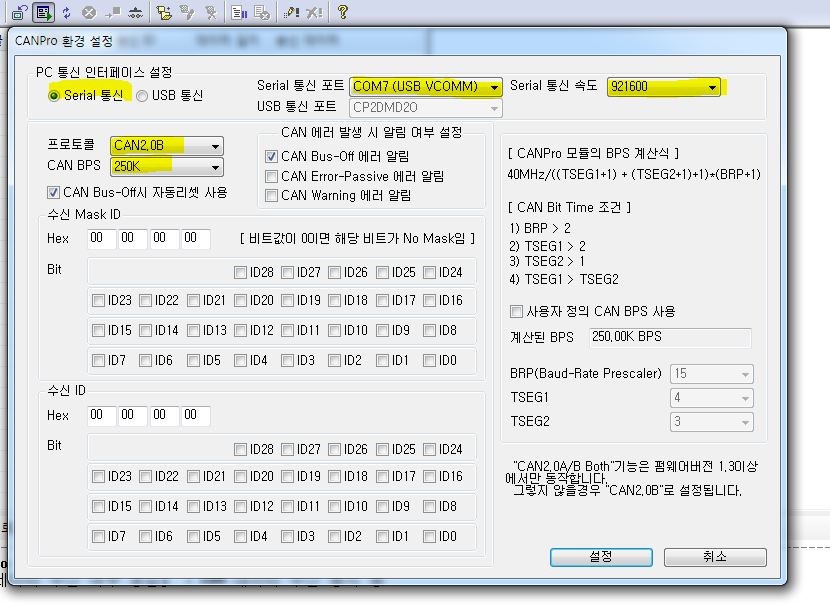 CANPro 환경 설정
PC 통신 인터페이스 설정
Serial 통신
USB 통신
Serial 통신 포트
COM7 (USB VCOMM)
Serial 통신 속도
921600
USB 통신 포트
CP2DMD20
프로토콜
CAN2.0B
CAN BPS
250K
CAN Bus-Off시 자동리셋 사용
CAN 에러 발생 시 알림 여부 설정
CAN Bus-Off 에러 알림
CAN Error-Passive 에러 알림
CAN Warning 에러 알림
수신 Mask ID
Hex 00 00 00 00 [ 비트값이 0이면 해당 비트가 No Mask임 ]
Bit
ID28 ID27 ID26 ID25 ID24
ID23 ID22 ID21 ID20 ID19 ID18 ID17 ID16
ID15 ID14 ID13 ID12 ID11 ID10 ID9 ID8
ID7 ID6 ID5 ID4 ID3 ID2 ID1 ID0
수신 ID
Hex 00 00 00 00
Bit
ID28 ID27 ID26 ID25 ID24
ID23 ID22 ID21 ID20 ID19 ID18 ID17 ID16
ID15 ID14 ID13 ID12 ID11 ID10 ID9 ID8
ID7 ID6 ID5 ID4 ID3 ID2 ID1 ID0
[ CANPro 모듈의 BPS 계산식 ]
40MHz/((TSEG1+1) + (TSEG2+1)+1)*(BRP+1)
[ CAN Bit Time 조건 ]
1) BRP > 2
2) TSEG1 > 2
3) TSEG2 > 1
4) TSEG1 > TSEG2
사용자 정의 CAN BPS 사용
계산된 BPS 250.00K BPS
BRP(Baud-Rate Prescaler) 15
TSEG1 4
TSEG2 3
"CAN2.0A/B Both"기능은 펌웨어버전 1.3이상
에서만 동작합니다.
그렇지 않을경우 "CAN2.0B"로 설정됩니다.
설정
취소